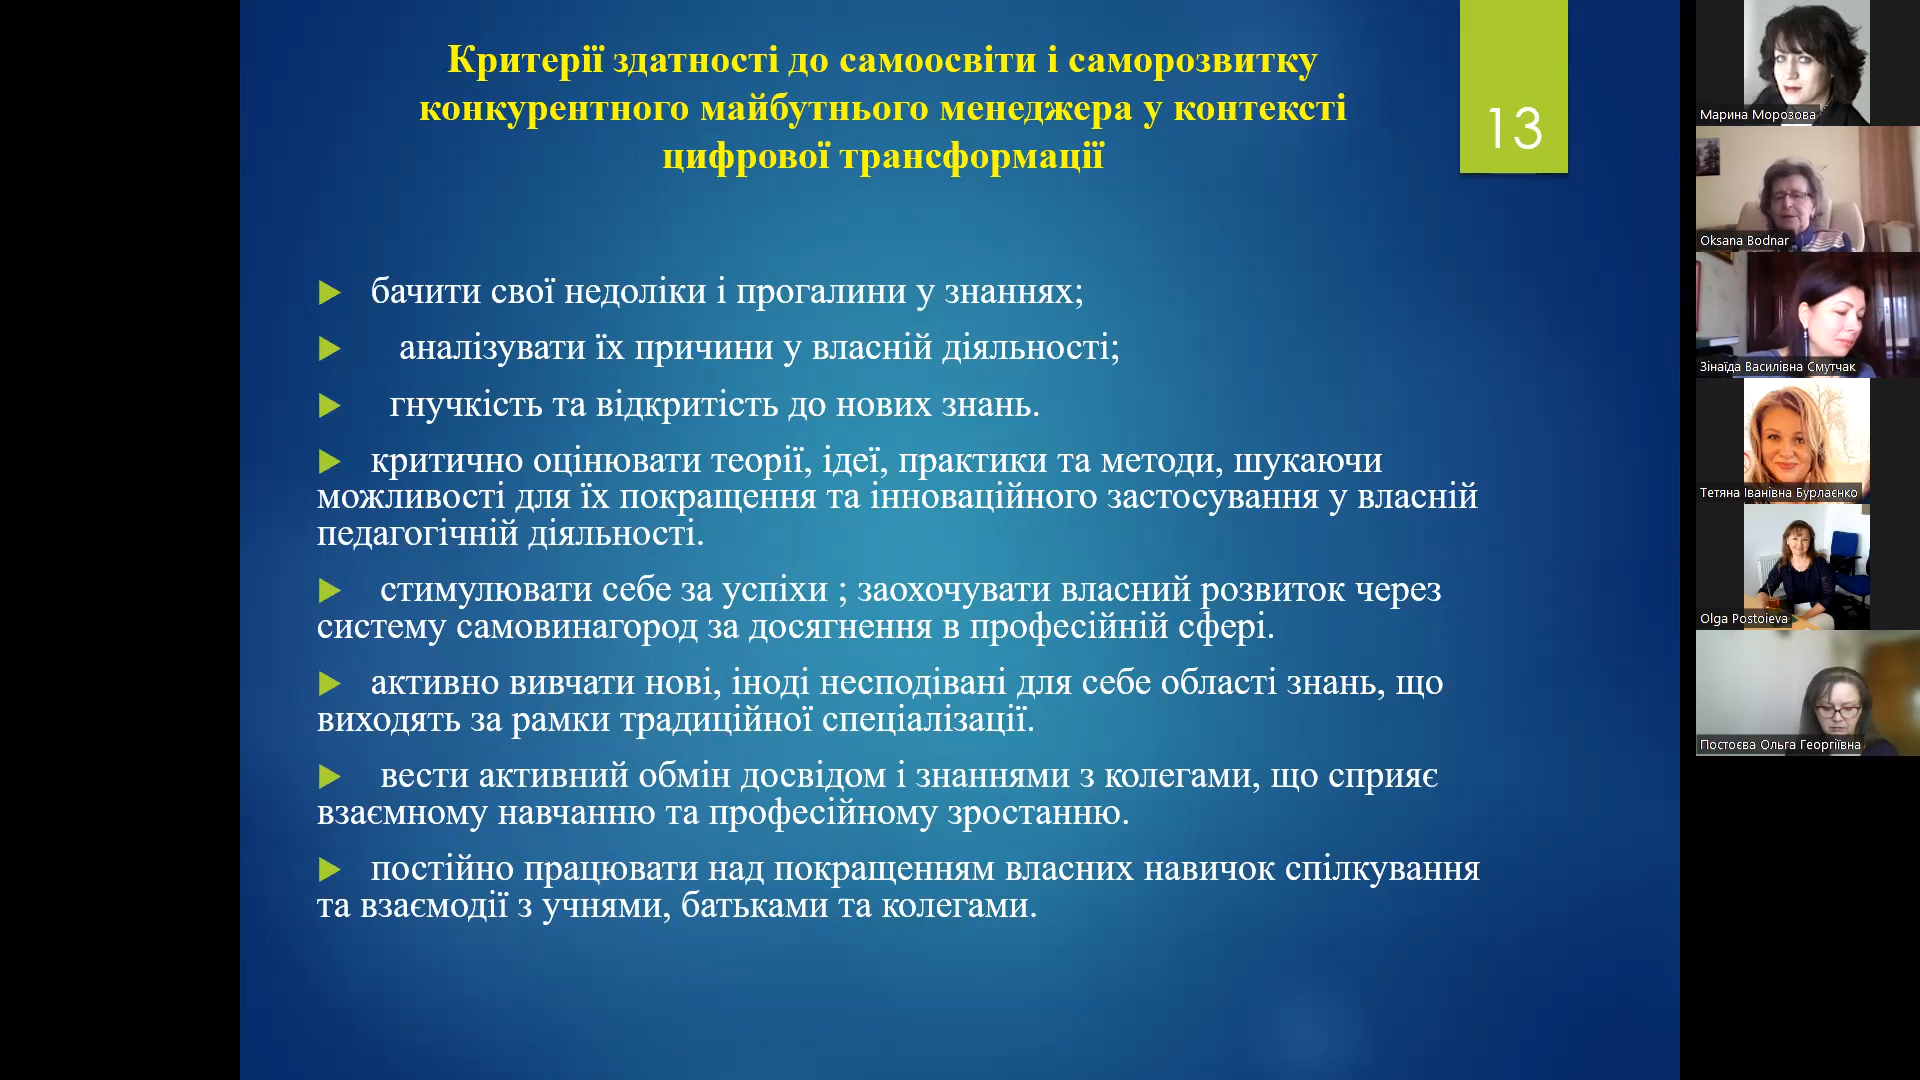 Критерії здатності до самоосвіти і саморозвитку
конкурентного майбутнього менеджера у контексті
цифрової трансформації
13
бачити свої недоліки і прогалини у знаннях;
аналізувати їх причини у власній діяльності;
гнучкість та відкритість до нових знань.
критично оцінювати теорії, ідеї, практики та методи, шукаючи
можливості для їх покращення та інноваційного застосування у власній
педагогічній діяльності.
стимулювати себе за успіхи ; заохочувати власний розвиток через
систему самовинагород за досягнення в професійній сфері.
активно вивчати нові, іноді несподівані для себе області знань, що
виходять за рамки традиційної спеціалізації.
вести активний обмін досвідом і знаннями з колегами, що сприяє
взаємному навчанню та професійному зростанню.
постійно працювати над покращенням власних навичок спілкування
та взаємодії з учнями, батьками та колегами.
Марина Морозова
Oksana Bodnar
Зінаїда Василівна Смутчак
Тетяна Іванівна Бурлаєнко
Olga Postoieva
Постоєва Ольга Георгіївна